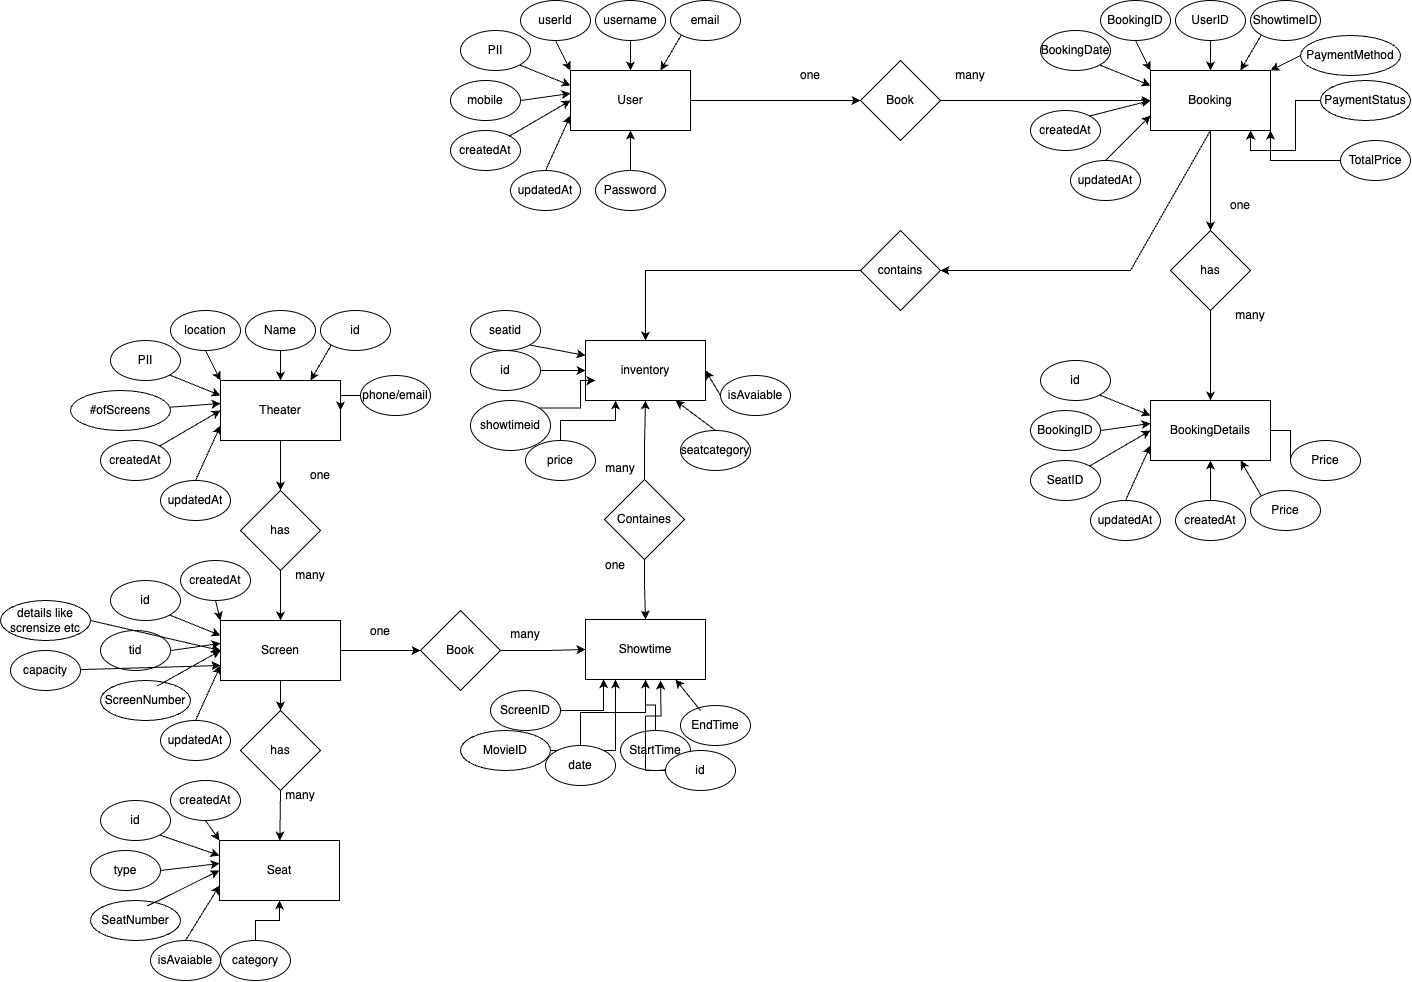 userId
username
email
BookingID
UserID
ShowtimeID
PII
BookingDate
PaymentMethod
one
many
mobile
User
Book
Booking
PaymentStatus
createdAt
createdAt
TotalPrice
updatedAt
Password
updatedAt
one
contains
has
many
location
Name
id
seatid
PII
id
inventory
id
phone/email
isAvaiable
#ofScreens
Theater
showtimeid
BookingID
BookingDetails
createdAt
price
seatcategory
Price
one
many
SeatID
updatedAt
Price
has
Containes
updatedAt
createdAt
one
createdAt
many
id
details like
scrensize etc
one
many
tid
Screen
Book
Showtime
capacity
ScreenNumber
ScreenID
EndTime
updatedAt
has
MovieID
StartTime
date
id
many
createdAt
id
type
Seat
SeatNumber
isAvaiable
category